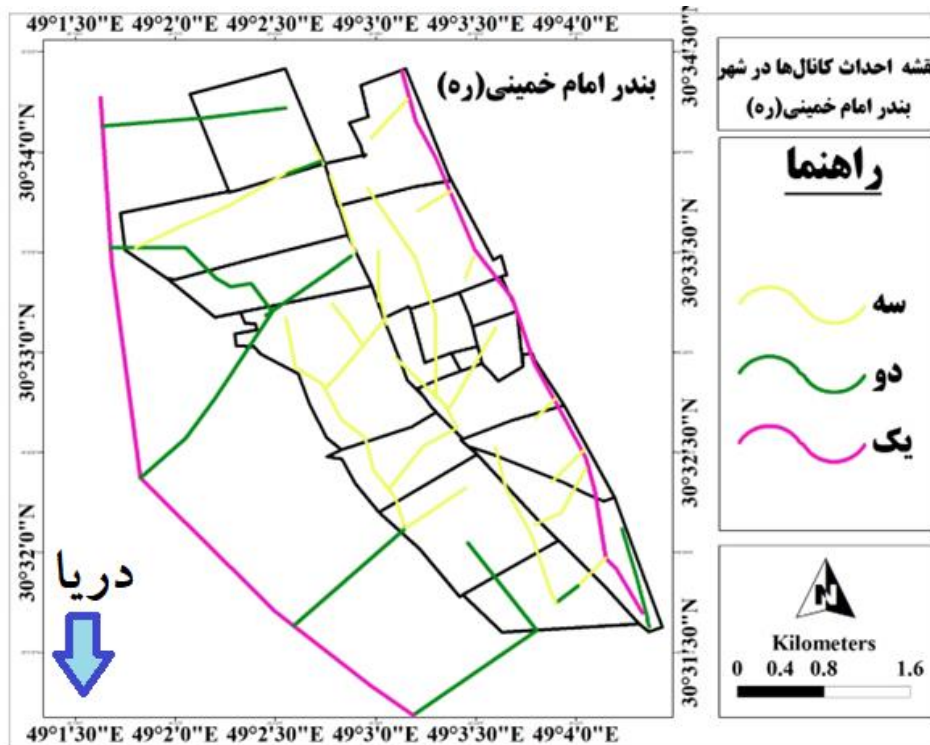 49°1'30"E 49°2'0"E 49°2'30"E 49°3'0"E 49°3'30"E 49°4'0"E
بندر امام خمینی(ره)
نقشه احداث کانال‌ها در شهر
بندر امام خمینی(ره)
راهنما
سه
دو
یک
30°34'0"N
30°33'0"N
30°32'0"N
30°34'30"N
30°33'30"N
30°32'30"N
30°31'30"N
دریا
N
Kilometers
0 0.4 0.8 1.6
49°1'30"E 49°2'0"E 49°2'30"E 49°3'0"E 49°3'30"E 49°4'0"E